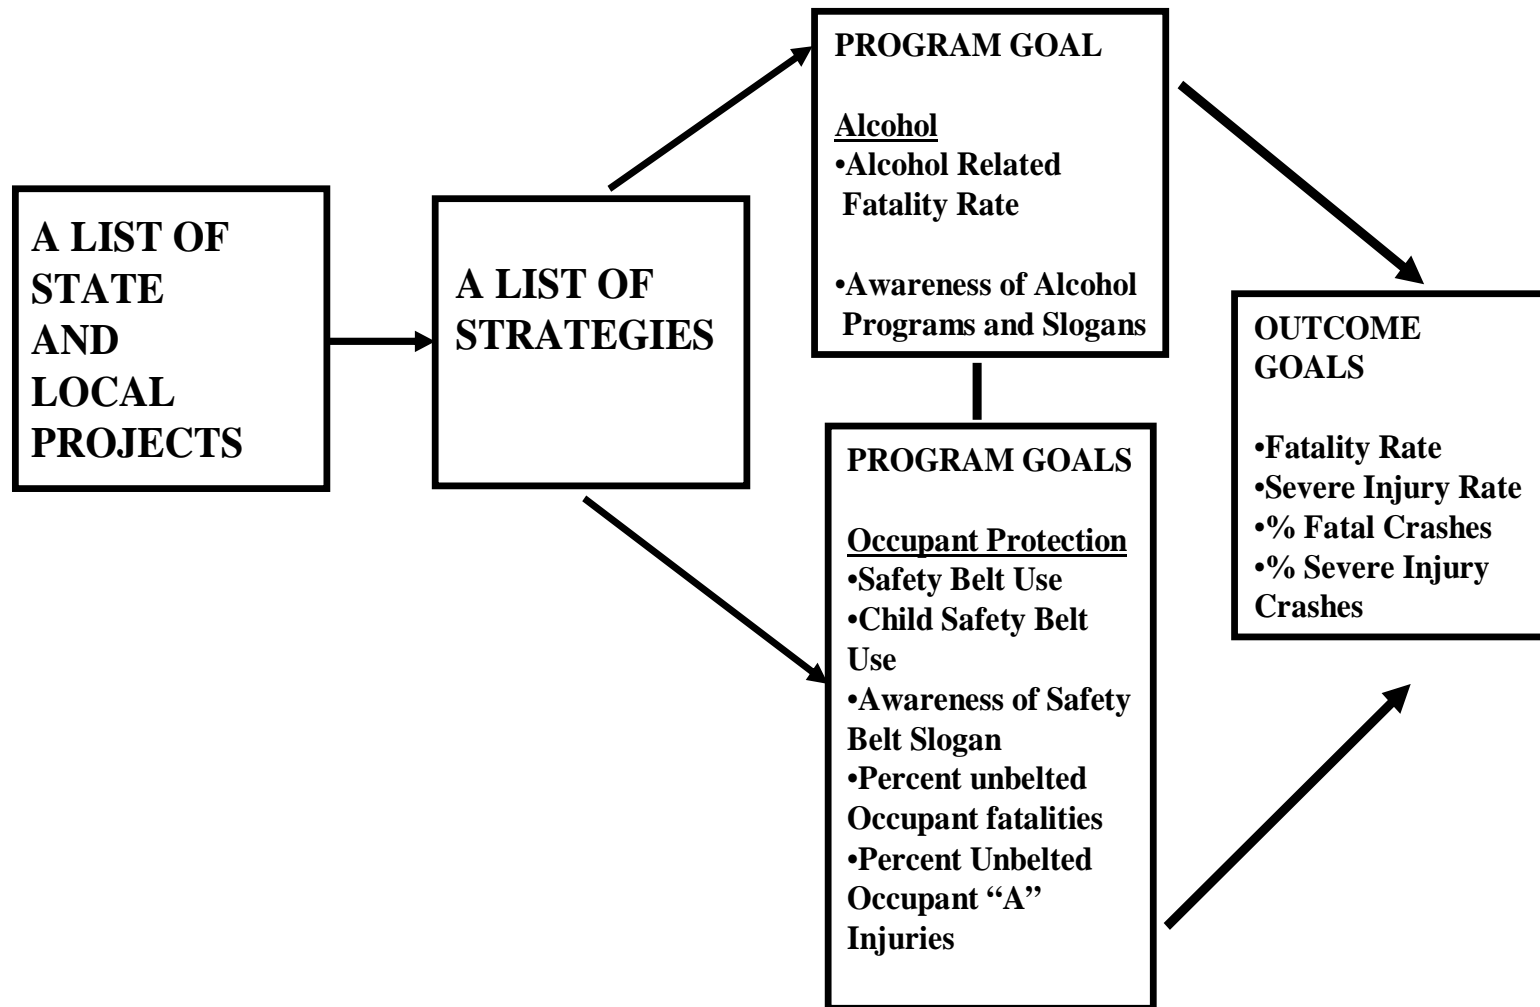 A LIST OF
STATE
AND
LOCAL
PROJECTS
A LIST OF
STRATEGIES
PROGRAM GOAL
Alcohol
•Alcohol Related
Fatality Rate
•Awareness of Alcohol
Programs and Slogans
PROGRAM GOALS
Occupant Protection
•Safety Belt Use
•Child Safety Belt
Use
•Awareness of Safety
Belt Slogan
•Percent unbelted
Occupant fatalities
•Percent Unbelted
Occupant “A”
Injuries
OUTCOME
GOALS
•Fatality Rate
•Severe Injury Rate
•% Fatal Crashes
•% Severe Injury
Crashes